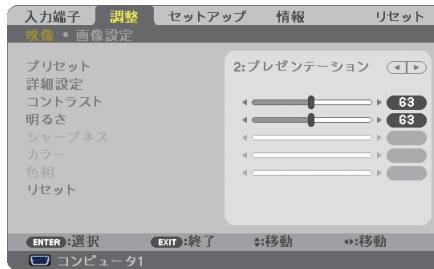 入力端子 調整 セットアップ 情報 リセット
映像 • 画像設定
プリセット 2:プレゼンテーション
詳細設定
コントラスト 63
明るさ 63
シャープネス
カラー
色相
リセット
ENTER :選択 EXIT :終了 :移動 :移動
コンピュータ1